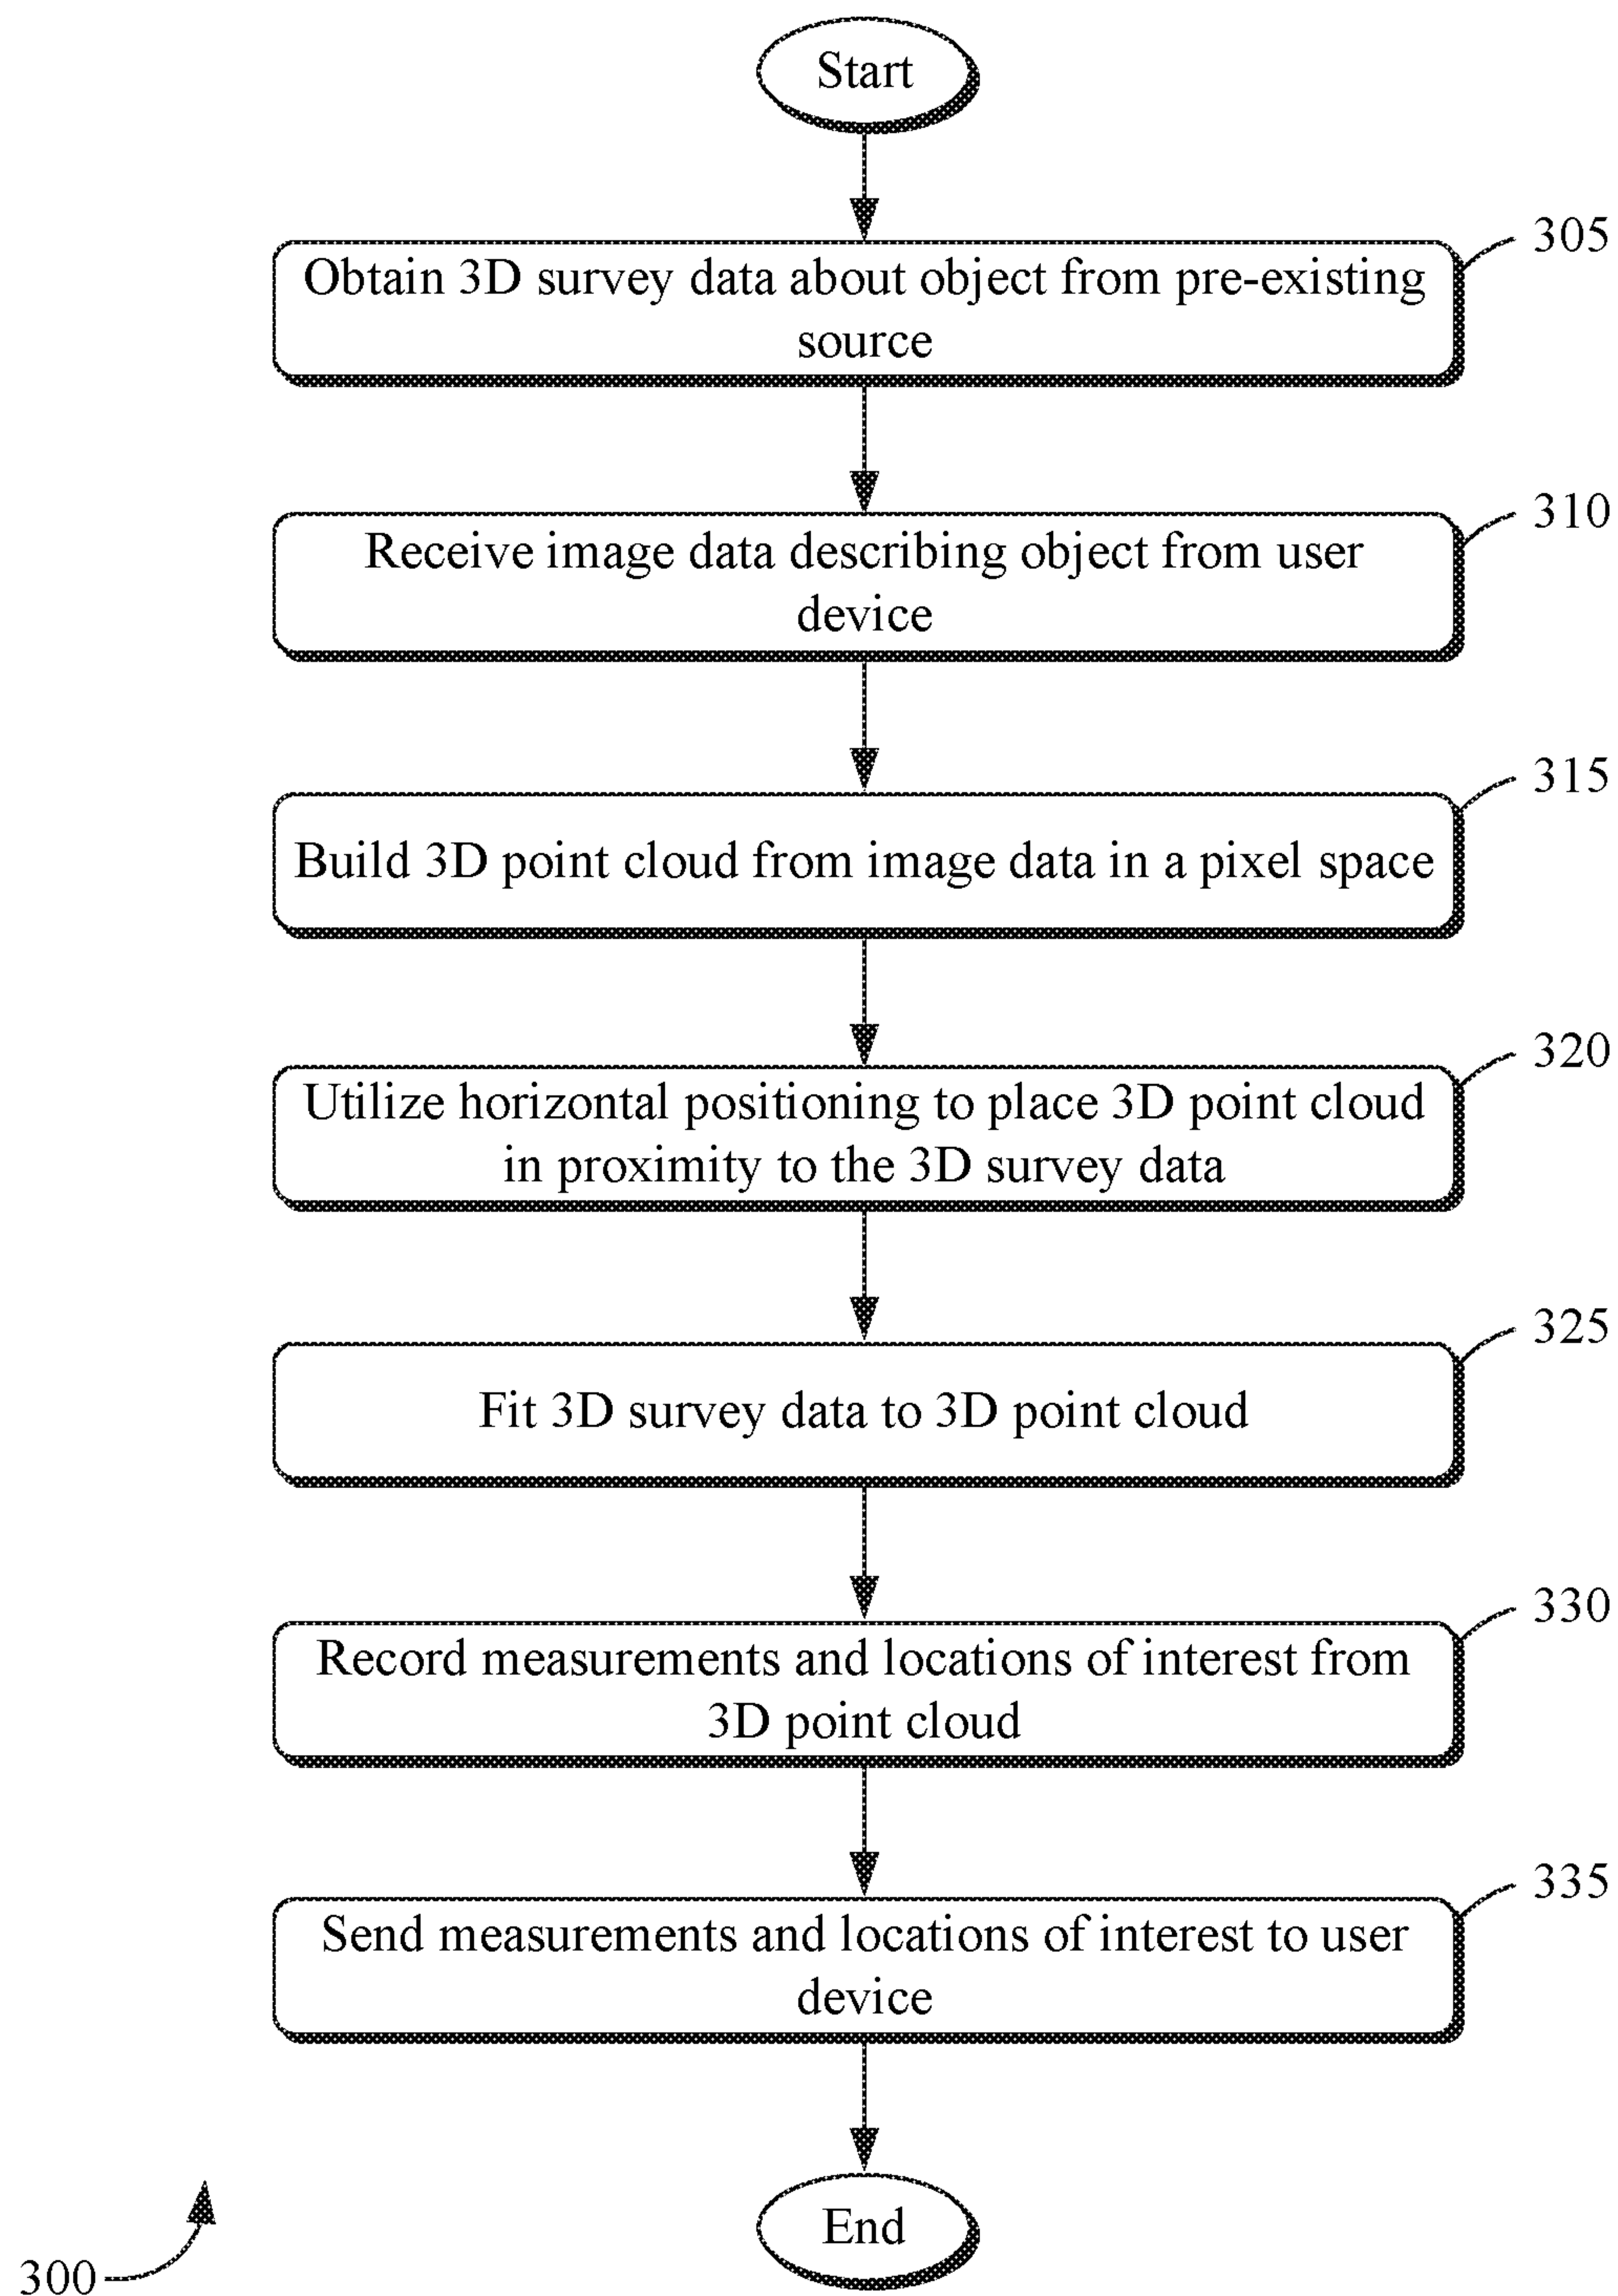 Start
305
Obtain 3D survey data about object from pre-existing
source
310
Receive image data describing object from user
device
315
Build 3D point cloud from image data in a pixel space
320
Utilize horizontal positioning to place 3D point cloud
in proximity to the 3D survey data
325
Fit 3D survey data to 3D point cloud
330
Record measurements and locations of interest from
3D point cloud
335
Send measurements and locations of interest to user
device
End
300